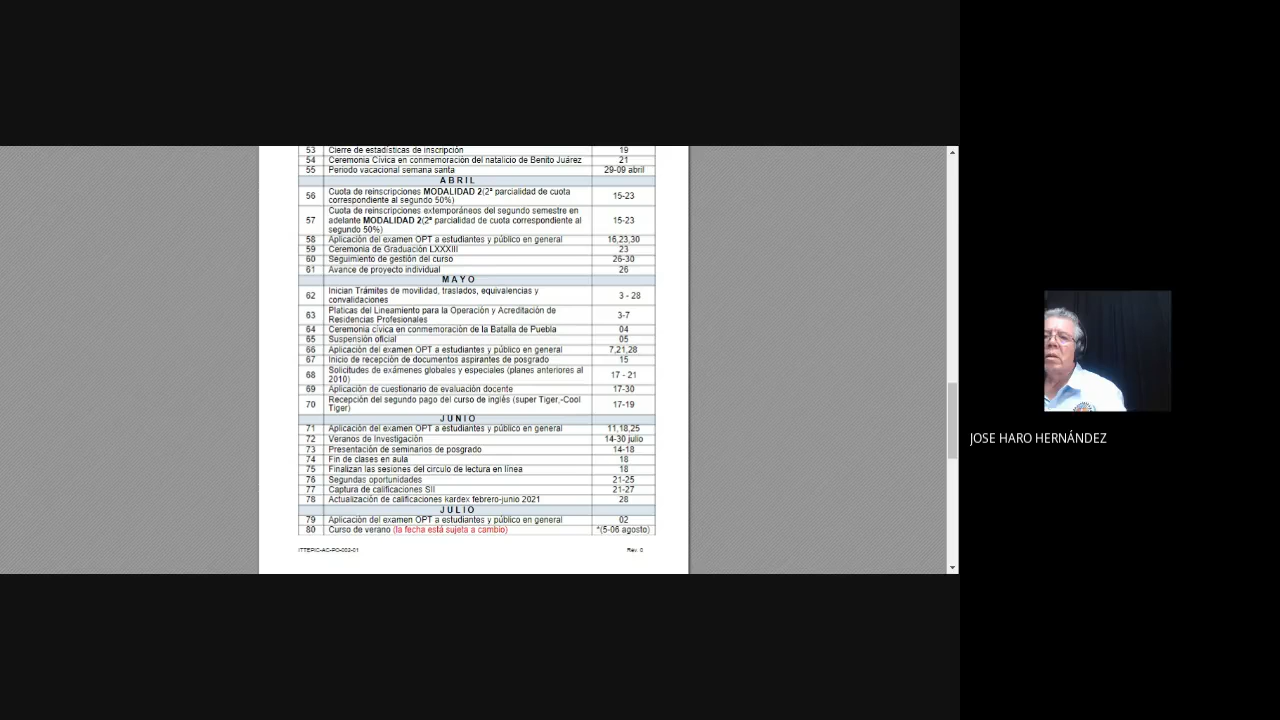 53 Cierre de estadísticas de inscripción 19
54 Ceremonia Cívica en conmemoración del natalicio de Benito Juárez 21
55 Periodo vacacional semana santa 29-09 abril
ABRIL
56 Cuota de reinscripciones MODALIDAD 2(2ª parcialidad de cuota
correspondiente al segundo 50%) 15-23
57 Cuota de reinscripciones extemporáneos del segundo semestre en
adelante MODALIDAD 2(2ª parcialidad de cuota correspondiente al
segundo 50%) 15-23
58 Aplicación del examen OPT a estudiantes y público en general 16,23,30
59 Ceremonia de Graduación LXXXIII 23
60 Seguimiento de gestión del curso 26-30
61 Avance de proyecto individual 26
MAYO
62 Inician Trámites de movilidad, traslados, equivalencias y
convalidaciones 3 - 28
63 Platicas del Lineamiento para la Operación y Acreditación de
Residencias Profesionales 3-7
64 Ceremonia cívica en conmemoración de la Batalla de Puebla 04
65 Suspensión oficial 05
66 Aplicación del examen OPT a estudiantes y público en general 7,21,28
67 Inicio de recepción de documentos aspirantes de posgrado 15
68 Solicitudes de exámenes globales y especiales (planes anteriores al
2010) 17 - 21
69 Aplicación de cuestionario de evaluación docente 17-30
70 Recepción del segundo pago del curso de inglés (super Tiger,-Cool
Tiger) 17-19
JUNIO
71 Aplicación del examen OPT a estudiantes y público en general 11,18,25
72 Veranos de Investigación 14-30 julio
73 Presentación de seminarios de posgrado 14-18
74 Fin de clases en aula 18
75 Finalizan las sesiones del circulo de lectura en línea 18
76 Segundas oportunidades 21-25
77 Captura de calificaciones SII 21-27
78 Actualización de calificaciones kardex febrero-junio 2021 28
JULIO
79 Aplicación del examen OPT a estudiantes y público en general 02
80 Curso de verano (la fecha está sujeta a cambio) *(5-06 agosto)
ITTEPIC-AC-PO-002-01 Rev. 0
JOSE HARO HERNÁNDEZ